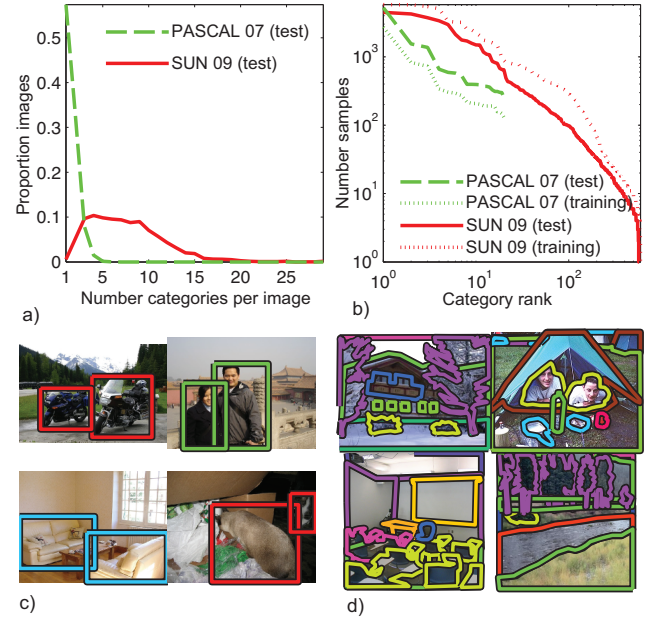 0.5
0.4
0.3
0.2
0.1
0
Proportion images
PASCAL 07 (test)
SUN 09 (test)
1 5 10 15 20 25
Number categories per image
a)
10^3
10^2
10^1
10^0
Number samples
PASCAL 07 (test)
PASCAL 07 (training)
SUN 09 (test)
SUN 09 (training)
10^0 10^1 10^2
Category rank
b)
c)
d)